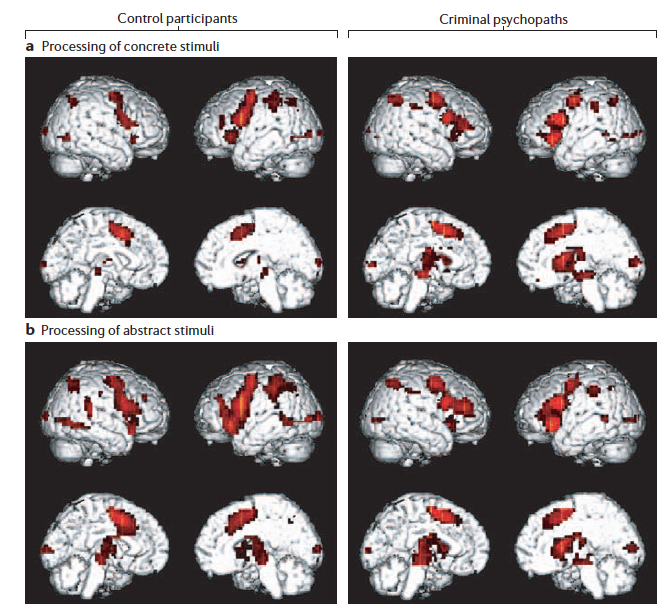 Control participants
Criminal psychopaths
a Processing of concrete stimuli
b Processing of abstract stimuli